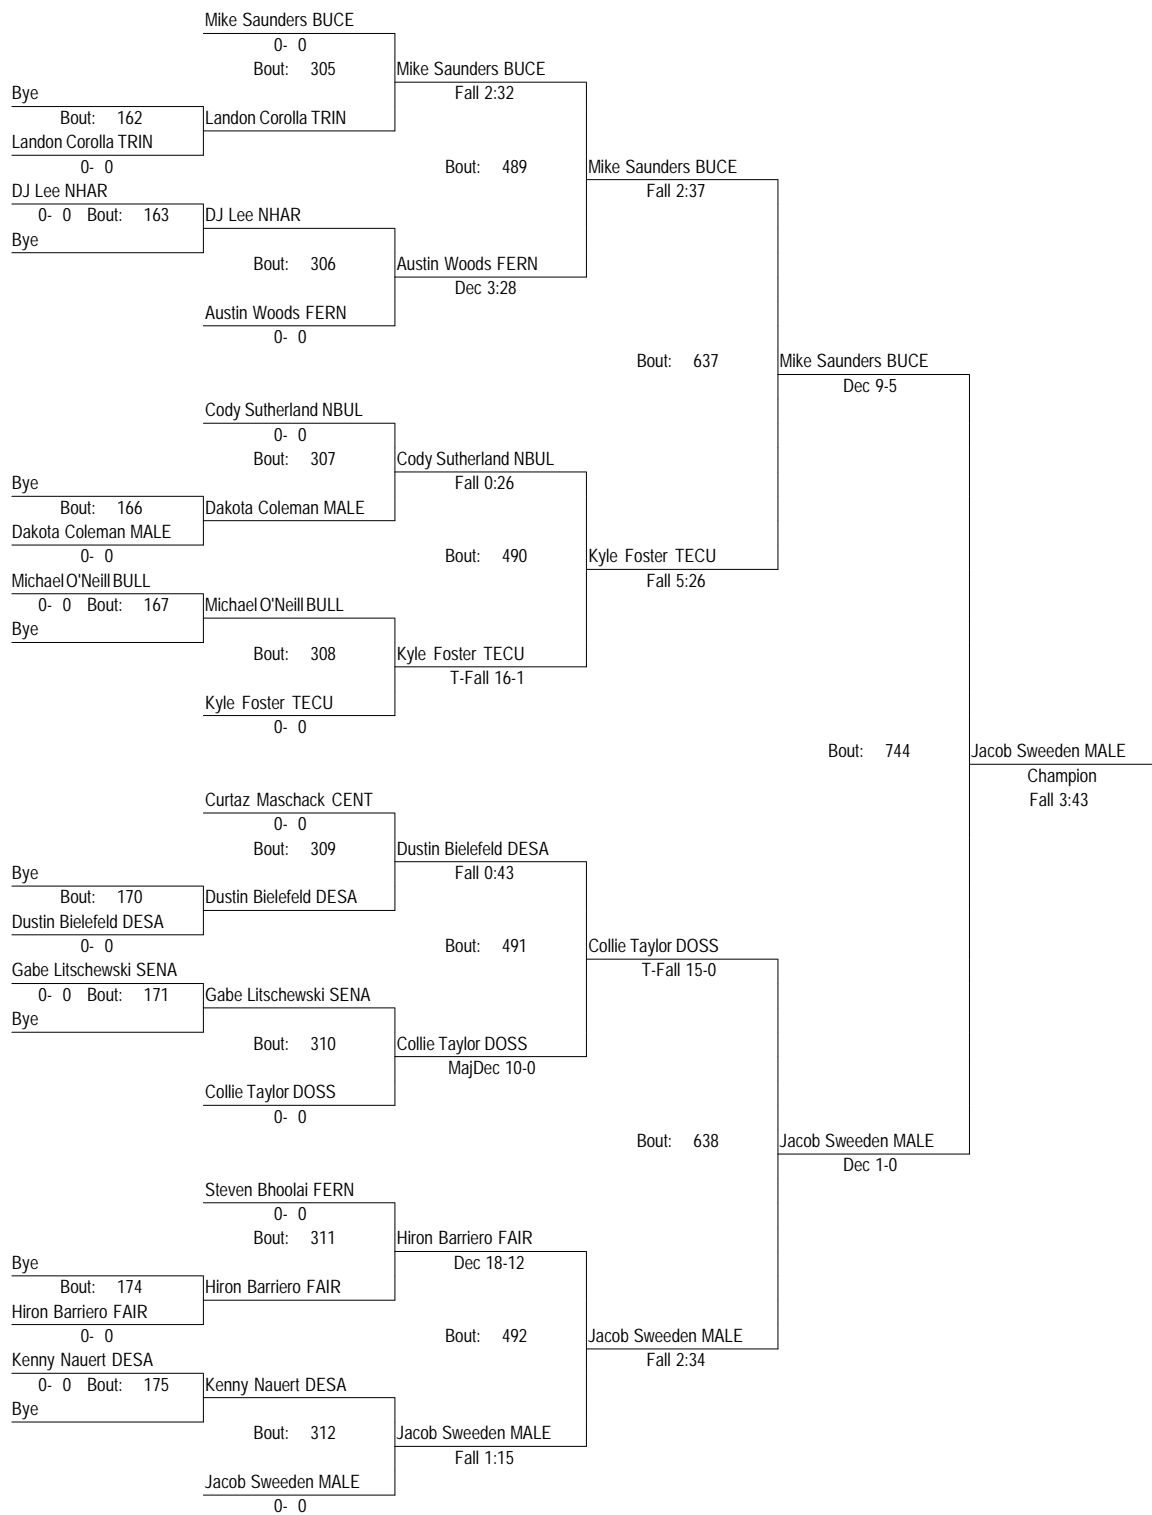 Mike Saunders BUCE
0- 0
Bout: 305
Mike Saunders BUCE
Fall 2:32
Bye
Bout: 162
Landon Corolla TRIN
Landon Corolla TRIN
0- 0
Bout: 489
Mike Saunders BUCE
Fall 2:37
DJ Lee NHAR
0- 0 Bout: 163
DJ Lee NHAR
Bye
Bout: 306
Austin Woods FERN
Dec 3:28
Austin Woods FERN
0- 0
Bout: 637
Mike Saunders BUCE
Dec 9-5
Cody Sutherland NBUL
0- 0
Bout: 307
Cody Sutherland NBUL
Fall 0:26
Bye
Bout: 166
Dakota Coleman MALE
Dakota Coleman MALE
0- 0
Bout: 490
Kyle Foster TECU
Fall 5:26
Michael O'Neill BULL
0- 0 Bout: 167
Michael O'Neill BULL
Bye
Bout: 308
Kyle Foster TECU
T-Fall 16-1
Kyle Foster TECU
0- 0
Bout: 744
Jacob Sweeden MALE
Champion
Fall 3:43
Curtaz Maschack CENT
0- 0
Bout: 309
Dustin Bielefeld DESA
Fall 0:43
Bye
Bout: 170
Dustin Bielefeld DESA
Dustin Bielefeld DESA
0- 0
Bout: 491
Collie Taylor DOSS
T-Fall 15-0
Gabe Litschewski SENA
0- 0 Bout: 171
Gabe Litschewski SENA
Bye
Bout: 310
Collie Taylor DOSS
MajDec 10-0
Collie Taylor DOSS
0- 0
Bout: 638
Jacob Sweeden MALE
Dec 1-0
Steven Bhoolai FERN
0- 0
Bout: 311
Hiron Barriero FAIR
Dec 18-12
Bye
Bout: 174
Hiron Barriero FAIR
Hiron Barriero FAIR
0- 0
Bout: 492
Jacob Sweeden MALE
Fall 2:34
Kenny Nauert DESA
0- 0 Bout: 175
Kenny Nauert DESA
Bye
Bout: 312
Jacob Sweeden MALE
Fall 1:15
Jacob Sweeden MALE
0- 0